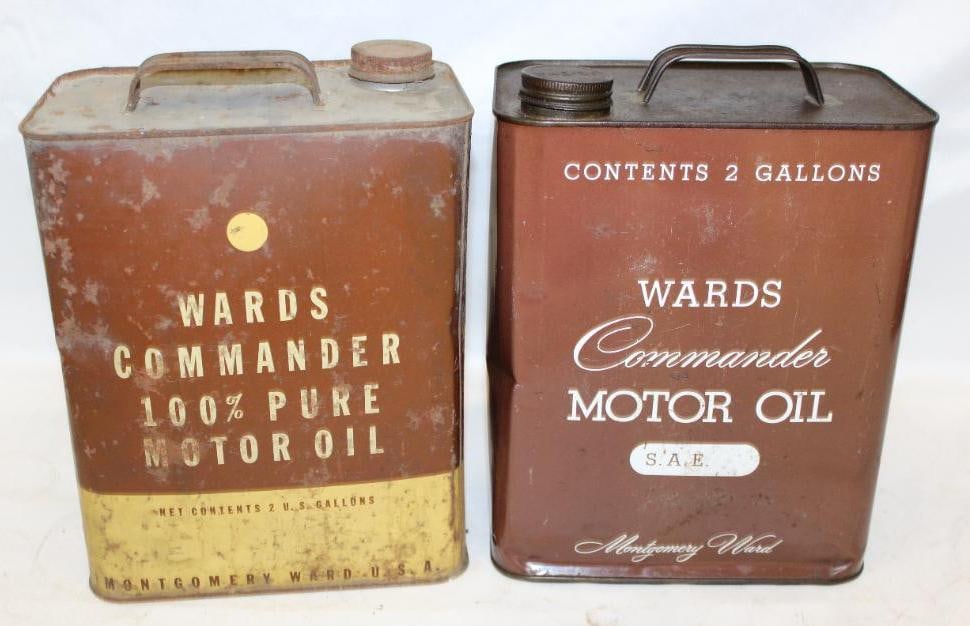 WARDS
COMMANDER
100% PURE
MOTOR OIL
NET CONTENTS 2 U.S. GALLONS
MONTGOMERY WARD U.S.A.
CONTENTS 2 GALLONS
WARDS
Commander
MOTOR OIL
S.A.E.
Montgomery Ward